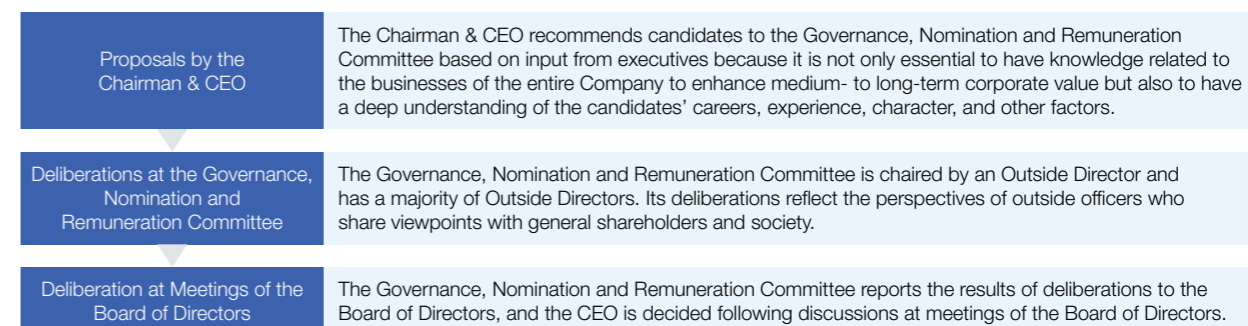 Proposals by the
Chairman & CEO
The Chairman & CEO recommends candidates to the Governance, Nomination and Remuneration
Committee based on input from executives because it is not only essential to have knowledge related to
the businesses of the entire Company to enhance medium- to long-term corporate value but also to have
a deep understanding of the candidates’ careers, experience, character, and other factors.
Deliberations at the Governance,
Nomination and
Remuneration Committee
The Governance, Nomination and Remuneration Committee is chaired by an Outside Director and
has a majority of Outside Directors. Its deliberations reflect the perspectives of outside officers who
share viewpoints with general shareholders and society.
Deliberation at Meetings of the
Board of Directors
The Governance, Nomination and Remuneration Committee reports the results of deliberations to the
Board of Directors, and the CEO is decided following discussions at meetings of the Board of Directors.